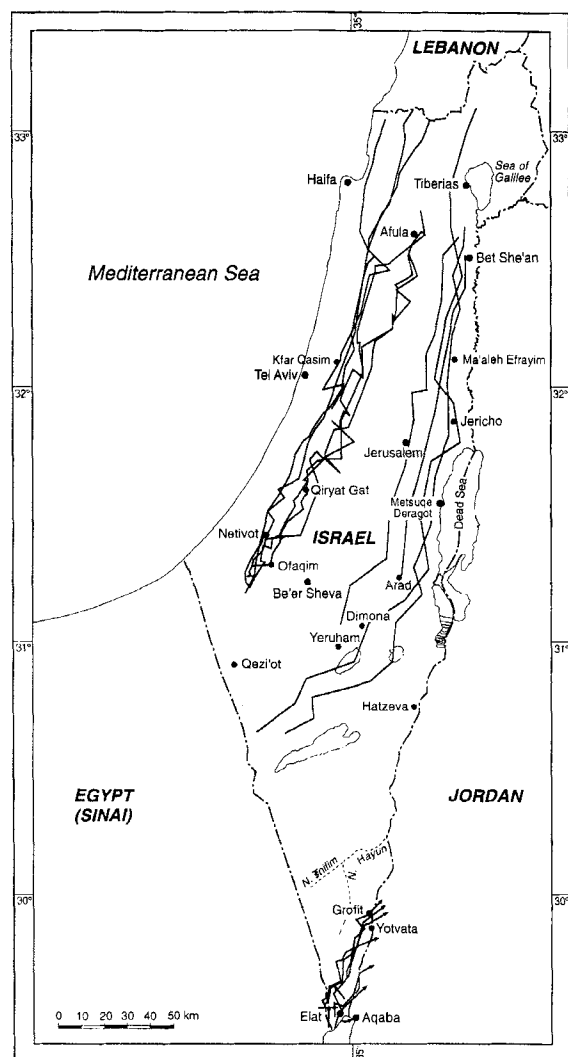 35°
LEBANON
33°
33°
Sea of
Galilee
Haifa
Tiberias
Afula
Bet She'an
Mediterranean Sea
Kfar Qasim
Ma'aleh Efrayim
Tel Aviv
32°
32°
Jericho
Jerusalem
Qiryat Gat
Metsuqe
Deragot
Dead Sea
Netivot
ISRAEL
Ofaqim
Be'er Sheva
Arad
Dimona
31°
31°
Yeruham
Qezi'ot
Hatzeva
EGYPT
(SINAI)
JORDAN
N.
Hayun
N.
30°
30°
Grofit
Yotvata
Elat
Aqaba
0 10 20 30 40 50 km
35°